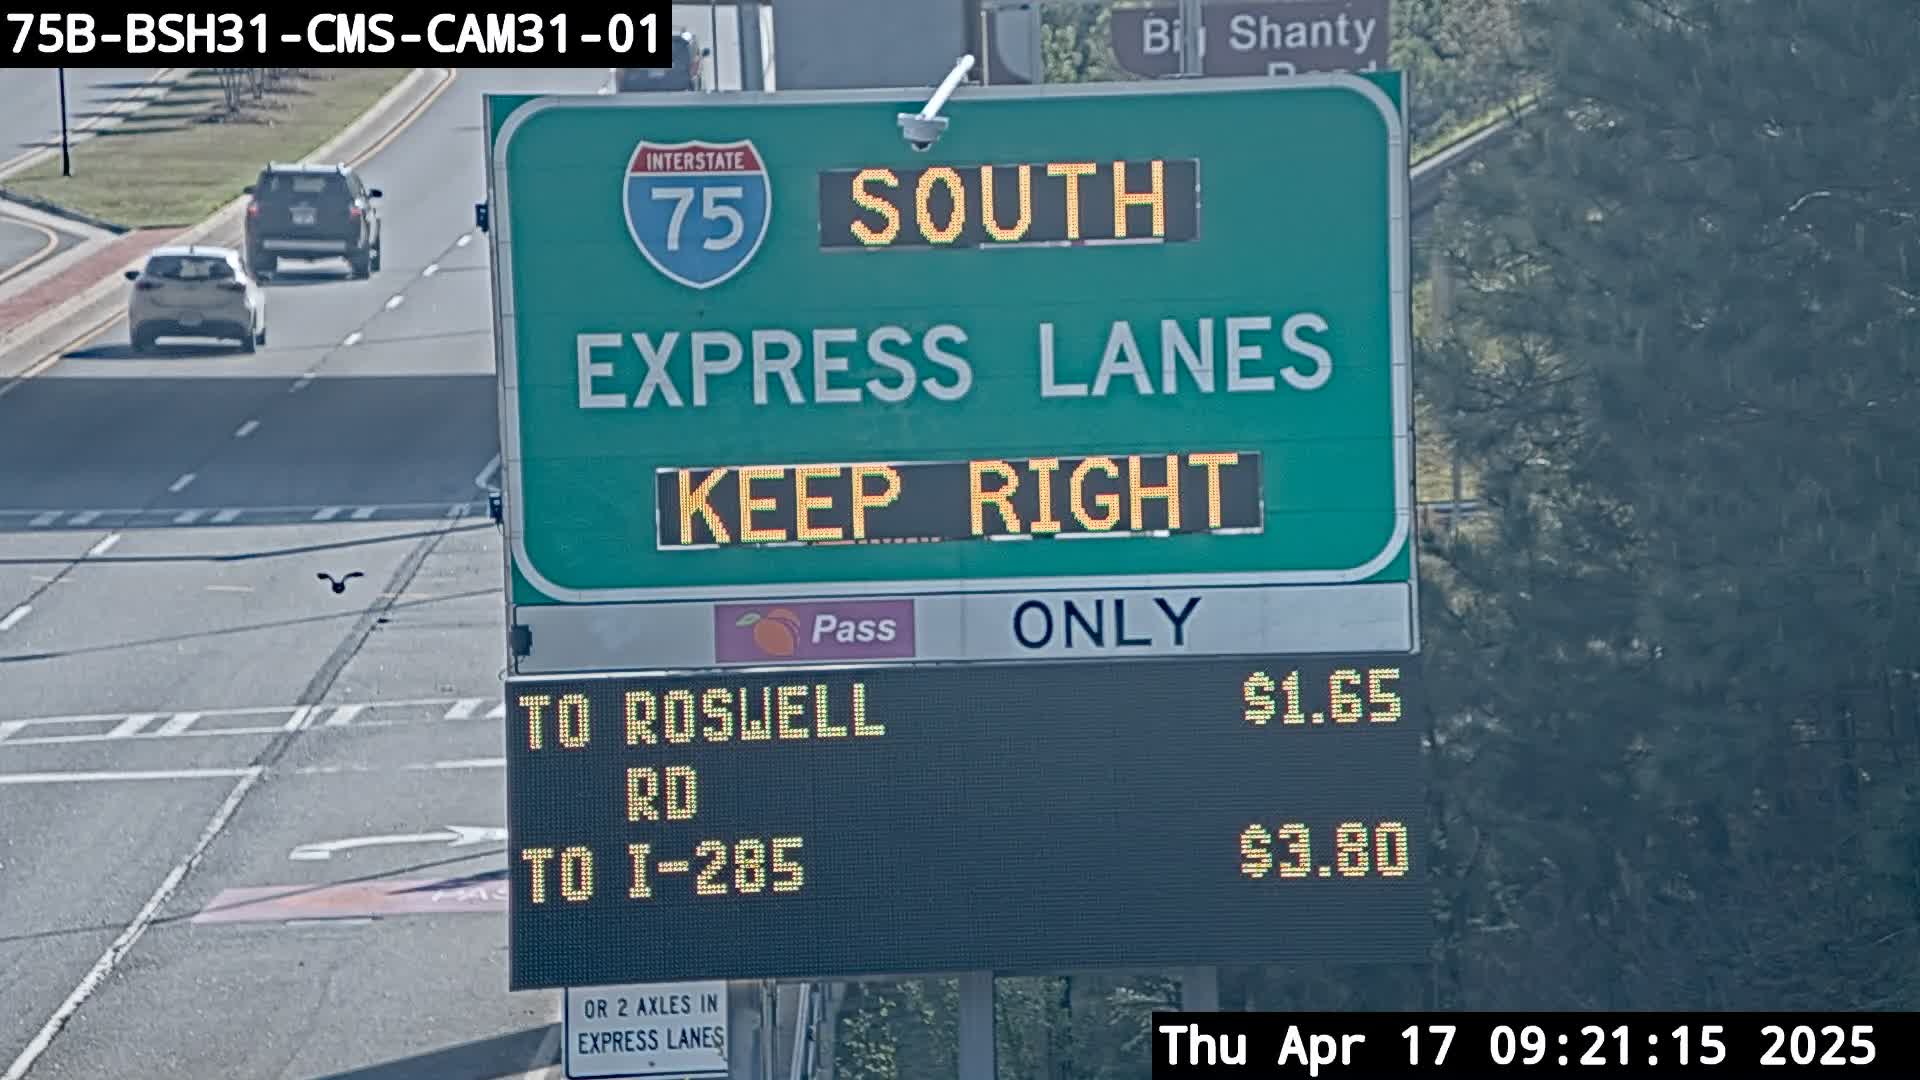 75B-BSH31-CMS-CAM31-01
Big Shanty
Road
INTERSTATE
75
SOUTH
EXPRESS LANES
KEEP RIGHT
Pass ONLY
TO ROSWELL $1.65
RD
TO I-285 $3.80
OR 2 AXLES IN
EXPRESS LANES
Thu Apr 17 09:21:15 2025